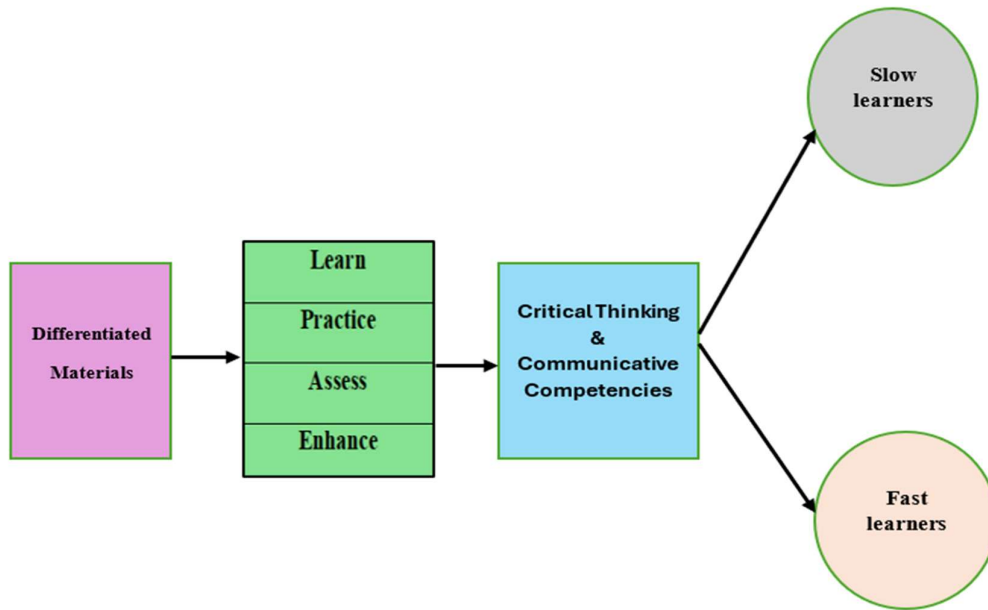 Differentiated
Materials
Learn
Practice
Assess
Enhance
Critical Thinking
&
Communicative
Competencies
Slow
learners
Fast
learners